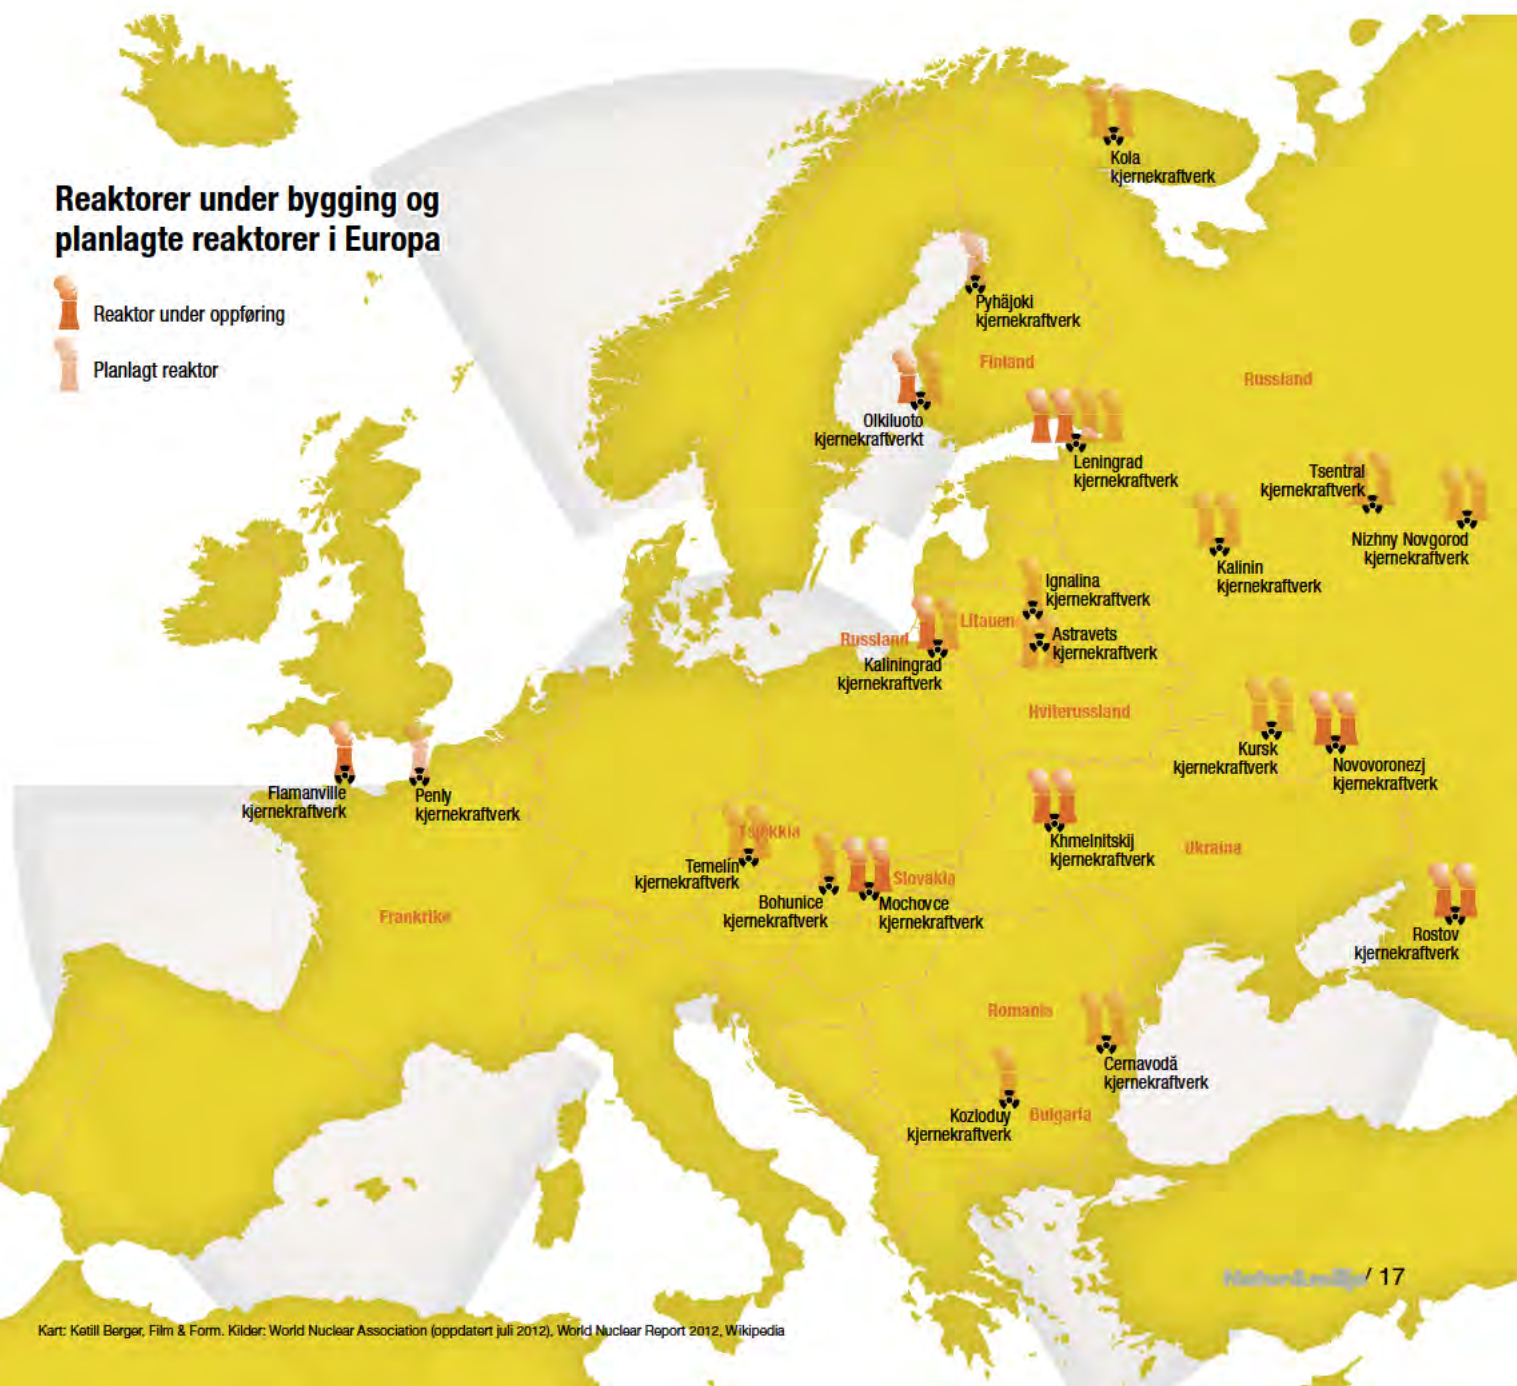 Reaktorer under bygging og
planlagte reaktorer i Europa
Reaktor under oppføring
Planlagt reaktor
Kola
kjernekraftverk
Pyhäjoki
kjernekraftverk
Finland
Russland
Olkiluoto
kjernekraftverkt
Leningrad
kjernekraftverk
Tsentral
kjernekraftverk
Nizhny Novgorod
kjernekraftverk
Kalinin
kjernekraftverk
Ignalina
kjernekraftverk
Litauen
Astravets
kjernekraftverk
Russland
Kaliningrad
kjernekraftverk
Hviterussland
Kursk
kjernekraftverk
Novovoronezj
kjernekraftverk
Flamanville
kjernekraftverk
Penly
kjernekraftverk
Tsjekkia
Temelín
kjernekraftverk
Bohunice
kjernekraftverk
Slovakia
Mochovce
kjernekraftverk
Khmelnitskij
kjernekraftverk
Ukraina
Frankrike
Rostov
kjernekraftverk
Romania
Cernavodă
kjernekraftverk
Kozloduy
kjernekraftverk
Bulgaria
Natur&miljø / 17
Kart: Ketill Berger, Film & Form. Kilder: World Nuclear Association (oppdatert juli 2012), World Nuclear Report 2012, Wikipedia